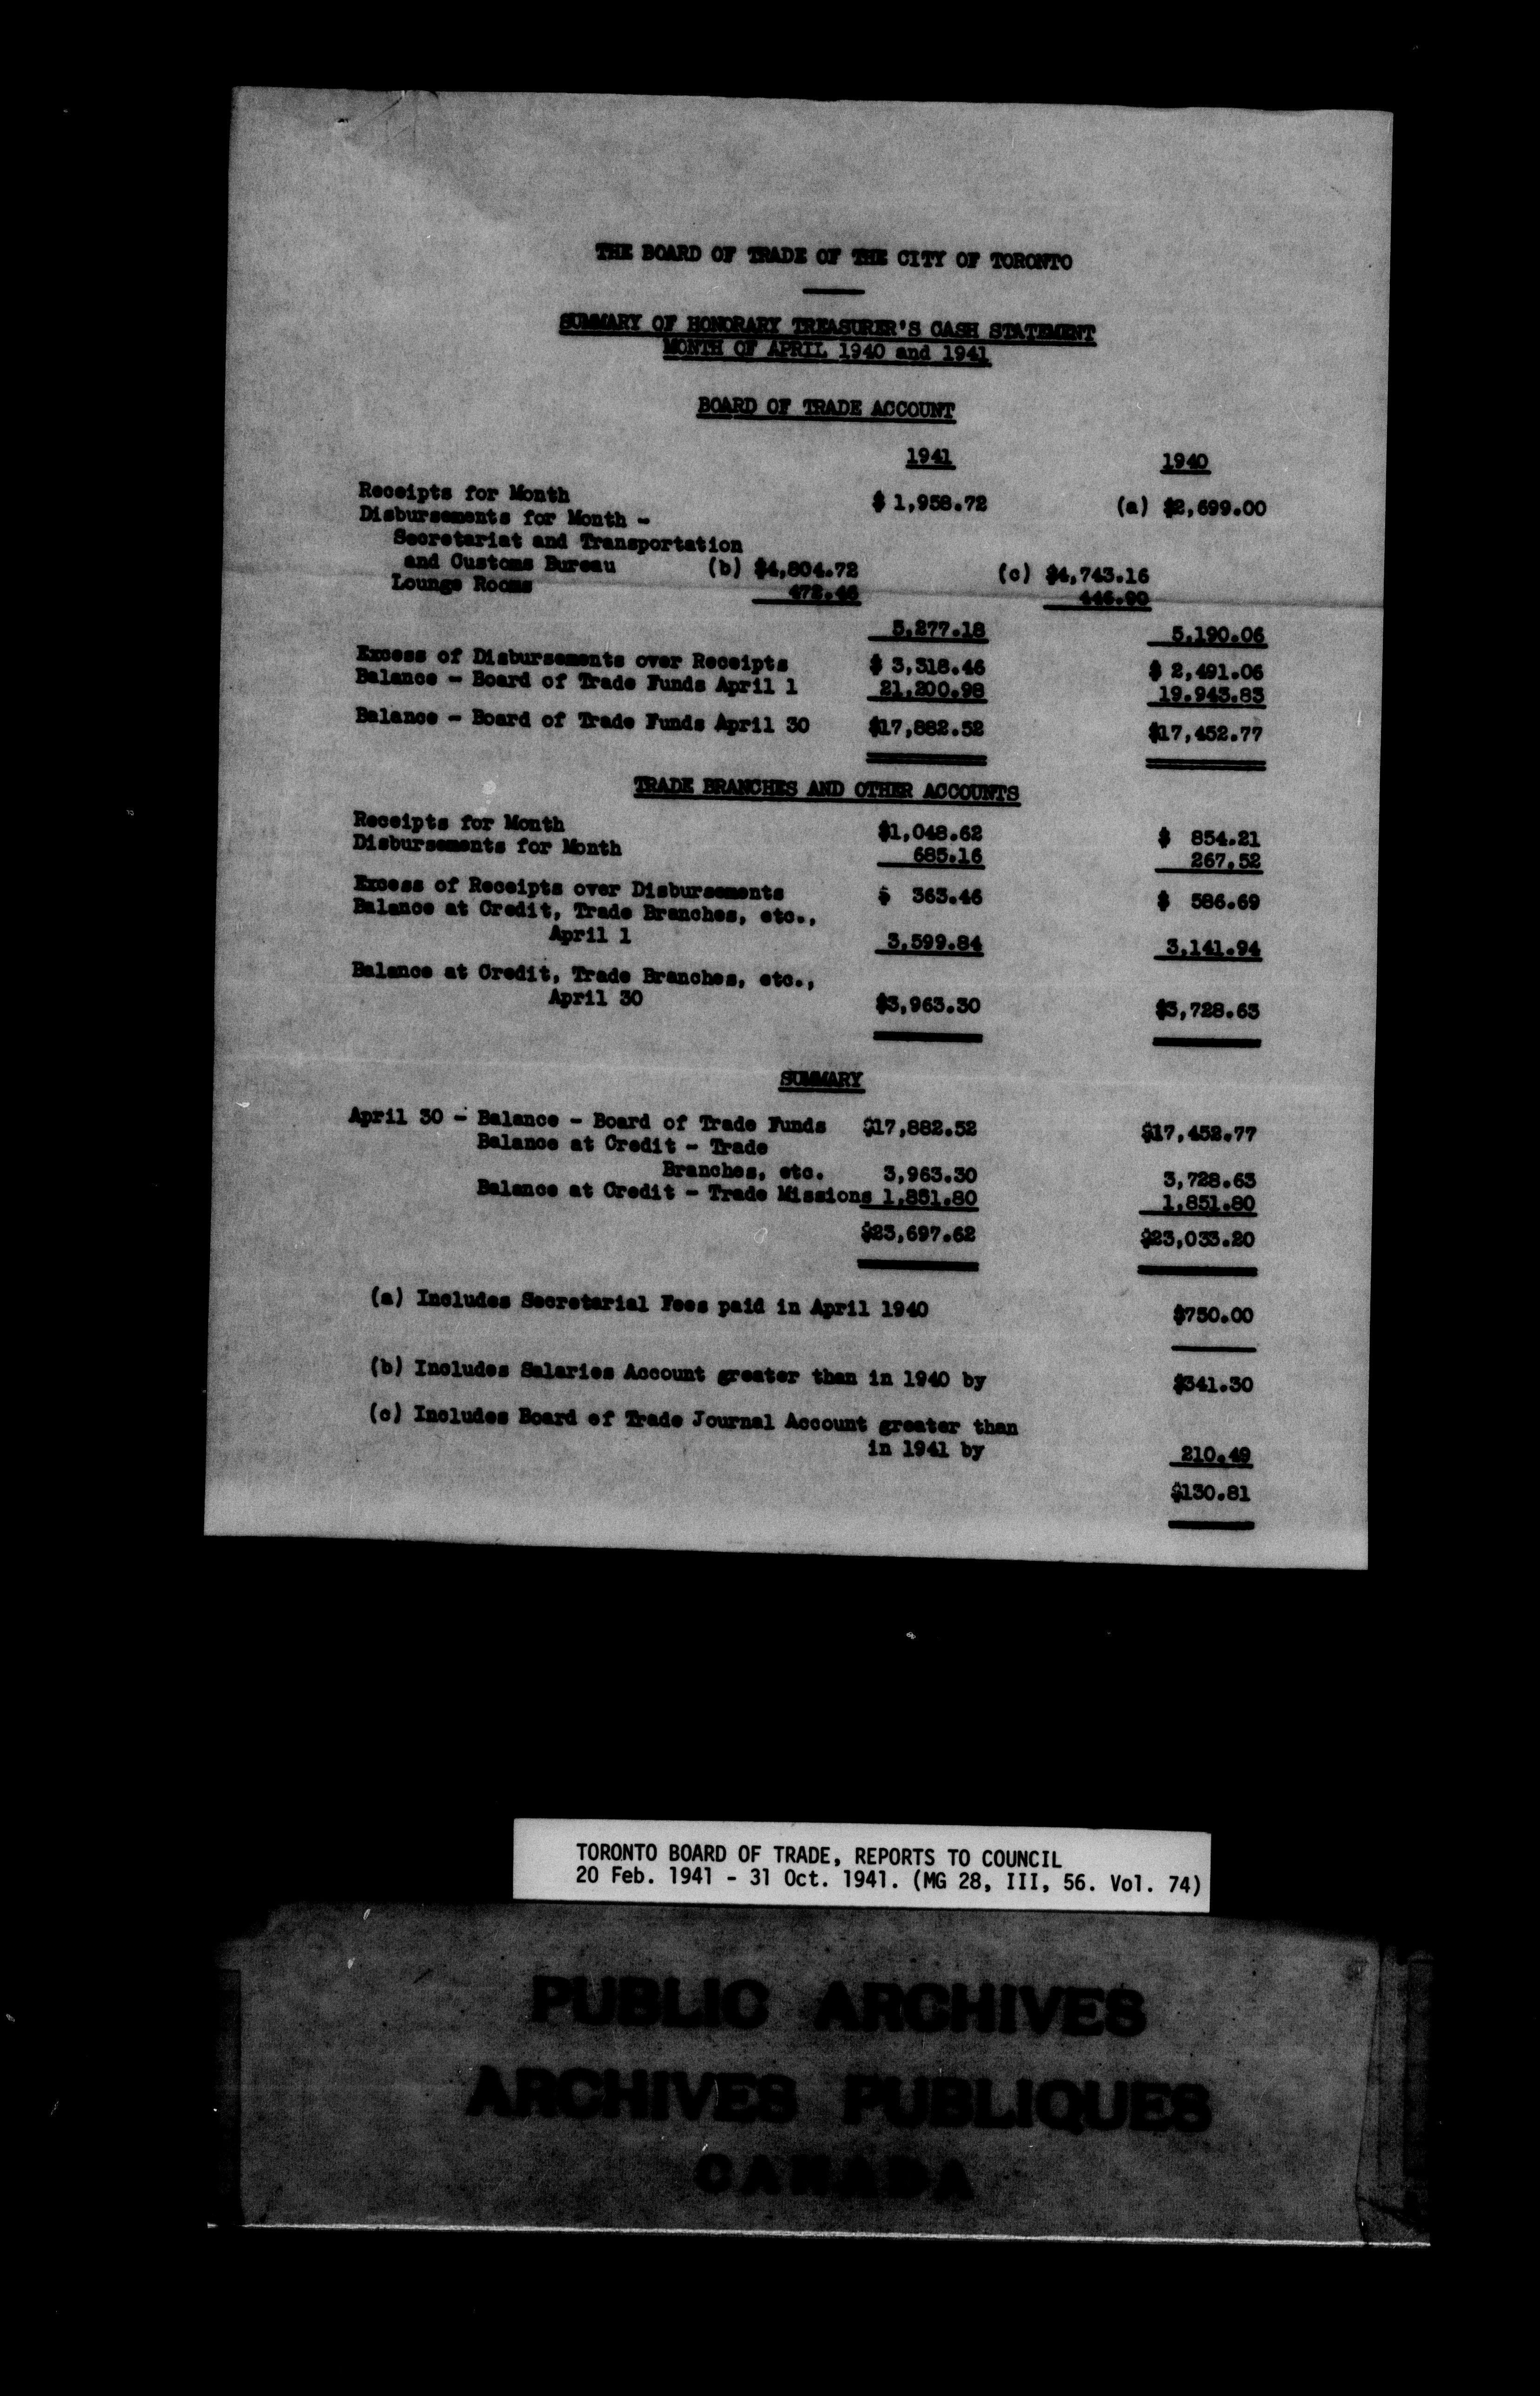 THE BOARD OF TRADE OF THE CITY OF TORONTO
SUMMARY OF HONORARY TREASURER'S CASH STATEMENT
MONTH OF APRIL 1940 and 1941
BOARD OF TRADE ACCOUNT
1941 1940
Receipts for Month $ 1,958.72 (a) $2,699.00
Disbursements for Month -
Secretariat and Transportation
and Customs Bureau (b) $4,804.72 (c) $4,743.16
Lounge Rooms 472.46 446.90
5,277.18 5,190.06
Excess of Disbursements over Receipts $ 3,318.46 $ 2,491.06
Balance - Board of Trade Funds April 1 21,200.98 19.943.83
Balance - Board of Trade Funds April 30 $17,882.52 $17,452.77
TRADE BRANCHES AND OTHER ACCOUNTS
Receipts for Month $1,048.62 $ 854.21
Disbursements for Month 685.16 267.52
Excess of Receipts over Disbursements $ 363.46 $ 586.69
Balance at Credit, Trade Branches, etc.,
April 1 3,599.84 3,141.94
Balance at Credit, Trade Branches, etc.,
April 30 $3,963.30 $3,728.63
SUMMARY
April 30 - Balance - Board of Trade Funds $17,882.52 $17,452.77
Balance at Credit - Trade
Branches, etc. 3,963.30 3,728.63
Balance at Credit - Trade Missions 1,851.80 1,851.80
$23,697.62 $23,033.20
(a) Includes Secretarial Fees paid in April 1940 $750.00
(b) Includes Salaries Account greater than in 1940 by $341.30
(c) Includes Board of Trade Journal Account greater than
in 1941 by 210.49
$130.81
TORONTO BOARD OF TRADE, REPORTS TO COUNCIL
20 Feb. 1941 - 31 Oct. 1941. (MG 28, III, 56. Vol. 74)
PUBLIC ARCHIVES
ARCHIVES PUBLIQUES
CANADA